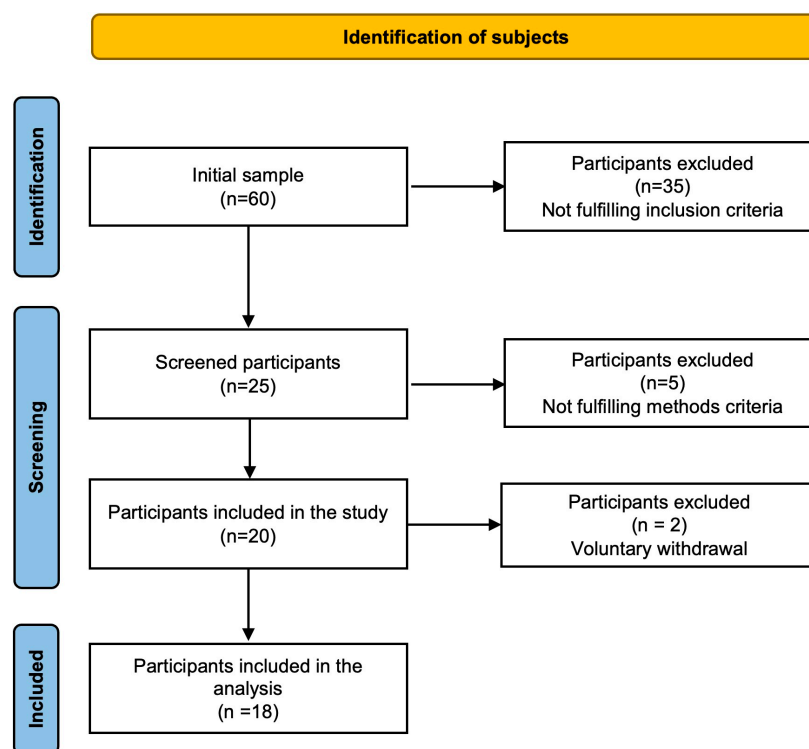 Identification of subjects
Identification
Initial sample
(n=60)
Participants excluded
(n=35)
Not fulfilling inclusion criteria
Screening
Screened participants
(n=25)
Participants excluded
(n=5)
Not fulfilling methods criteria
Participants included in the study
(n=20)
Participants excluded
(n = 2)
Voluntary withdrawal
Included
Participants included in the
analysis
(n =18)